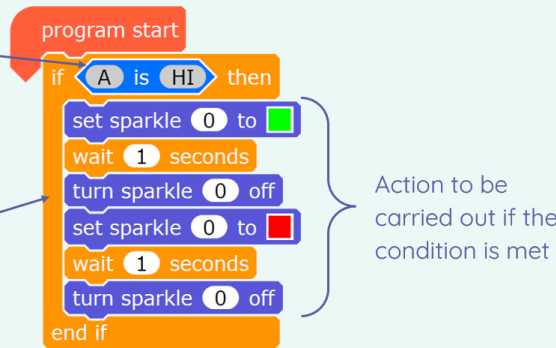 program start
if A is HI then
set sparkle 0 to
wait 1 seconds
turn sparkle 0 off
set sparkle 0 to
wait 1 seconds
turn sparkle 0 off
end if
Action to be
carried out if the
condition is met